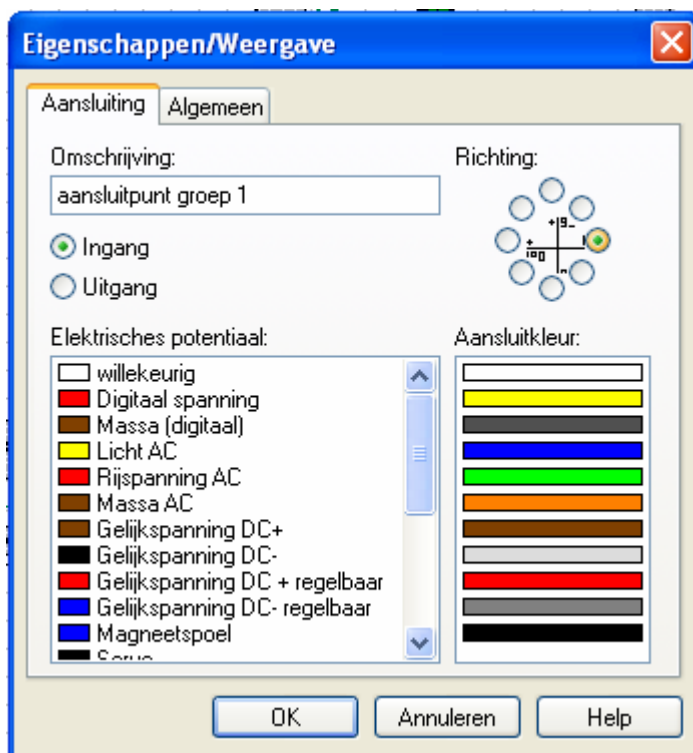 Eigenschappen/Weergave
Aansluiting Algemeen
Omschrijving: Richting:
aansluitpunt groep 1
Ingang
Uitgang
Elektrisches potentiaal: Aansluitkleur:
willekeurig
Digitaal spanning
Massa (digitaal)
Licht AC
Rijspanning AC
Massa AC
Gelijkspanning DC+
Gelijkspanning DC-
Gelijkspanning DC + regelbaar
Gelijkspanning DC- regelbaar
Magneetspoel
OK Annuleren Help